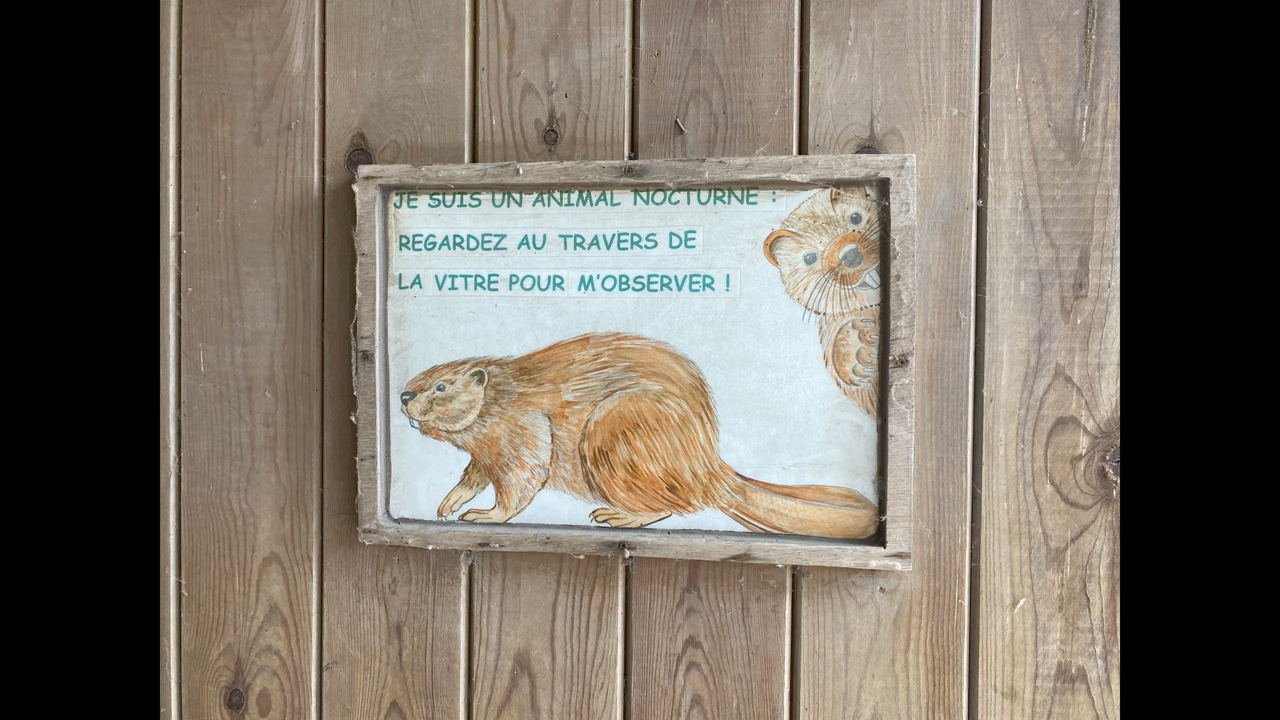 JE SUIS UN ANIMAL NOCTURNE :
REGARDEZ AU TRAVERS DE
LA VITRE POUR M'OBSERVER !